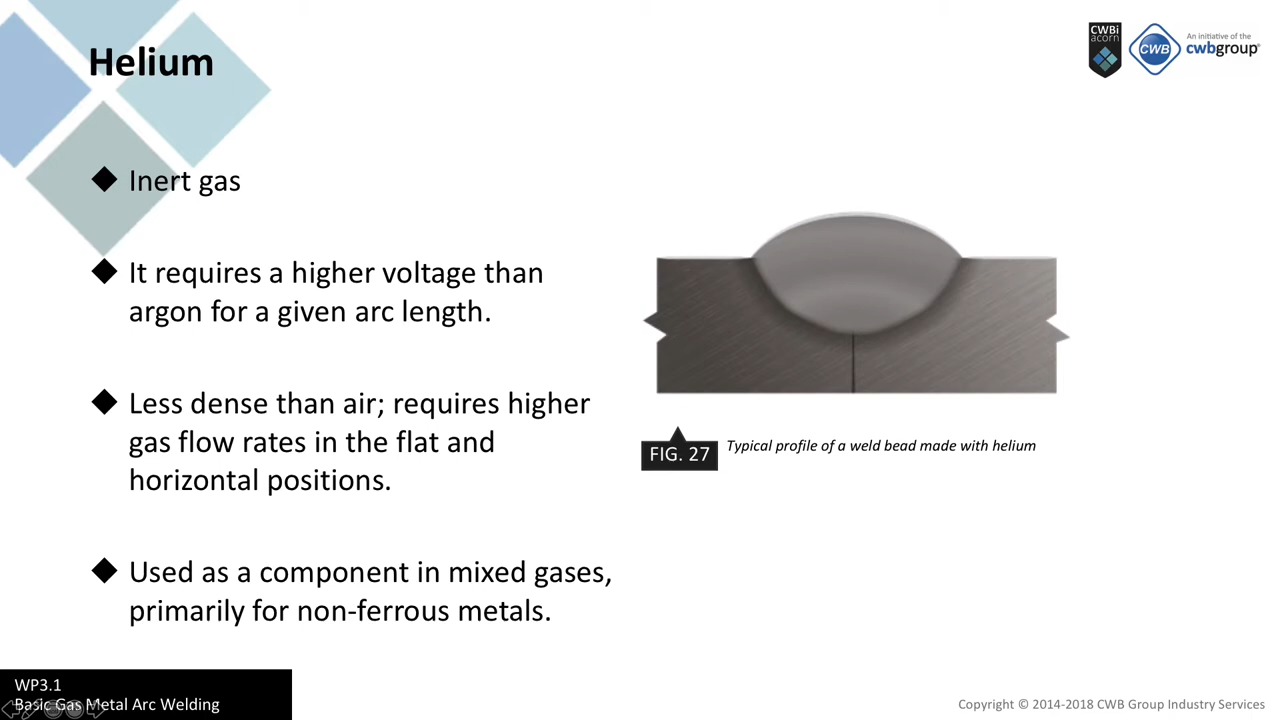 Helium
CWBi
acorn
CWB
An initiative of the
cwbgroup®
◆ Inert gas
◆ It requires a higher voltage than
argon for a given arc length.
◆ Less dense than air; requires higher
gas flow rates in the flat and
horizontal positions.
◆ Used as a component in mixed gases,
primarily for non-ferrous metals.
FIG. 27
Typical profile of a weld bead made with helium
WP3.1
Basic Gas Metal Arc Welding
Copyright © 2014-2018 CWB Group Industry Services